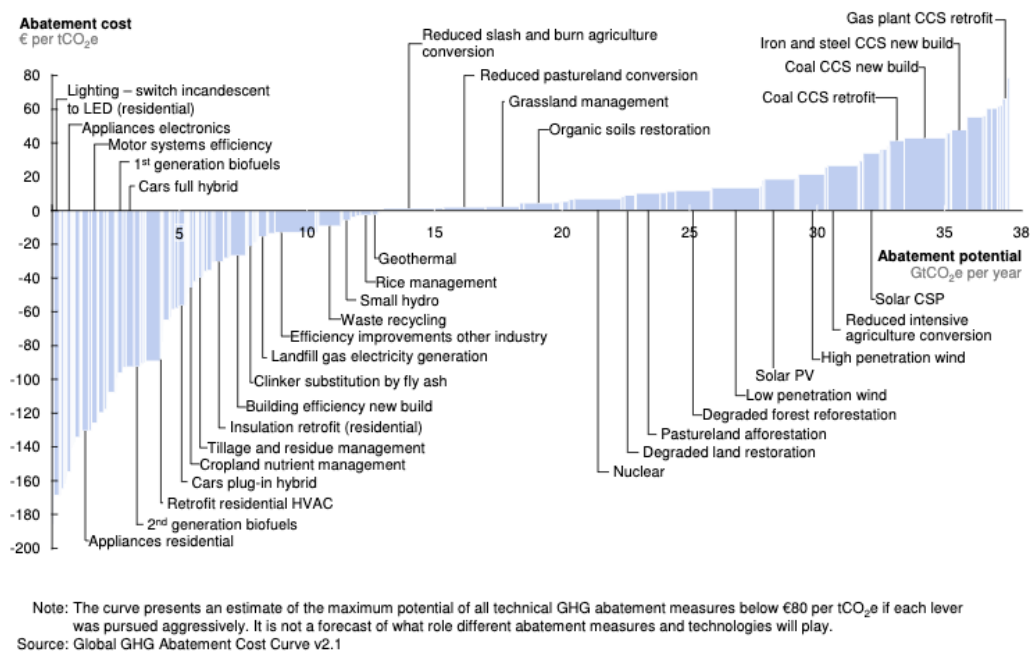 Abatement cost
€ per tCO2e
Gas plant CCS retrofit
Reduced slash and burn agriculture
conversion
Iron and steel CCS new build
Coal CCS new build
Coal CCS retrofit
Reduced pastureland conversion
Grassland management
Organic soils restoration
Lighting – switch incandescent
to LED (residential)
Appliances electronics
Motor systems efficiency
1st generation biofuels
Cars full hybrid
80
60
40
20
0
-20
-40
-60
-80
-100
-120
-140
-160
-180
-200
5
10
15
20
25
30
35
38
Abatement potential
GtCO2e per year
Geothermal
Rice management
Small hydro
Waste recycling
Efficiency improvements other industry
Landfill gas electricity generation
Clinker substitution by fly ash
Building efficiency new build
Insulation retrofit (residential)
Tillage and residue management
Cropland nutrient management
Cars plug-in hybrid
Retrofit residential HVAC
2nd generation biofuels
Appliances residential
Solar CSP
Reduced intensive
agriculture conversion
High penetration wind
Solar PV
Low penetration wind
Degraded forest reforestation
Pastureland afforestation
Degraded land restoration
Nuclear
Note: The curve presents an estimate of the maximum potential of all technical GHG abatement measures below €80 per tCO2e if each lever
was pursued aggressively. It is not a forecast of what role different abatement measures and technologies will play.
Source: Global GHG Abatement Cost Curve v2.1